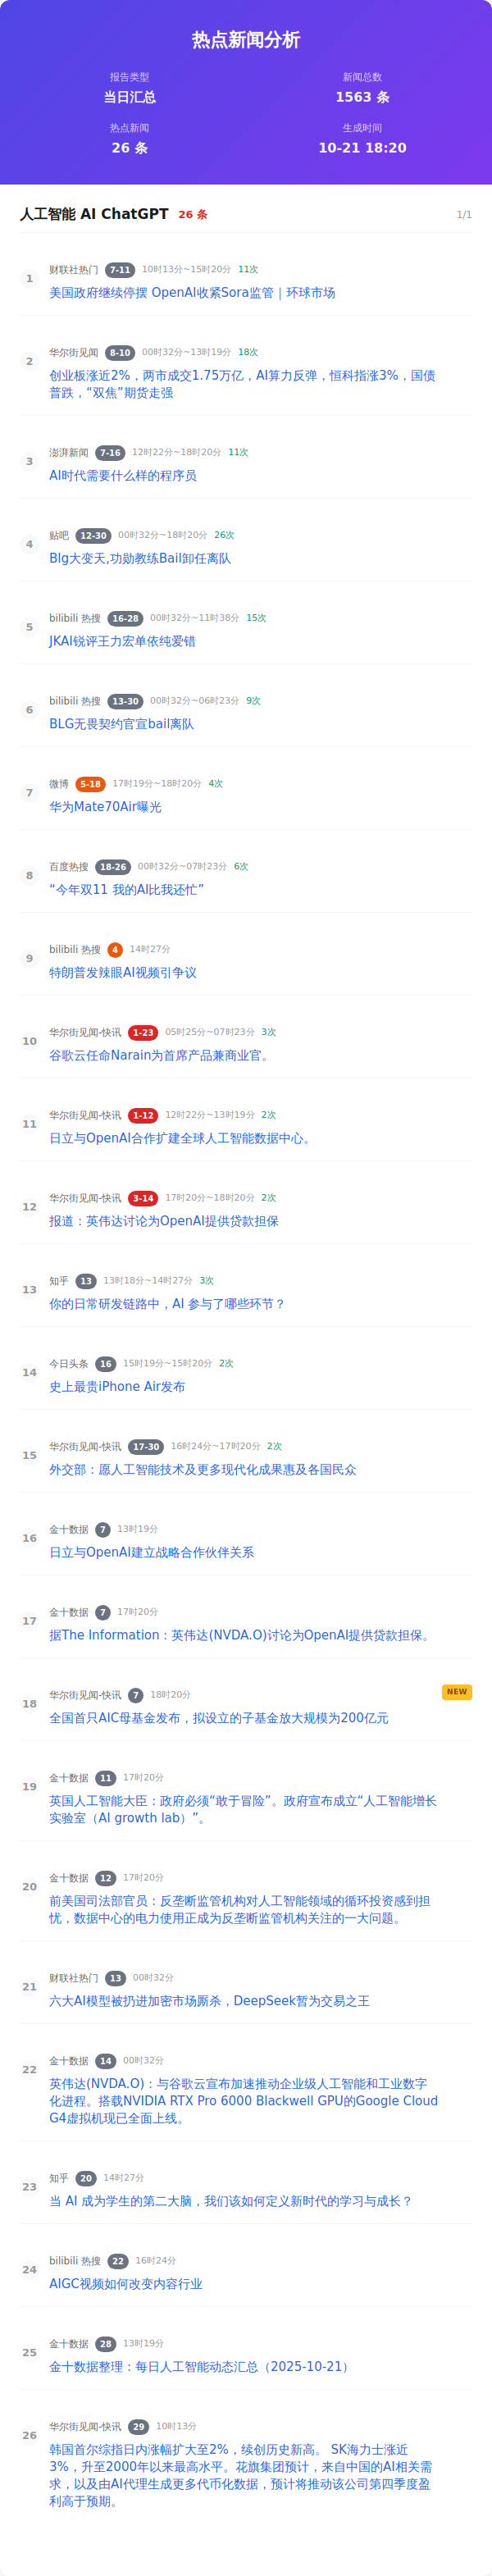 热点新闻分析
报告类型
当日汇总
新闻总数
1563 条
热点新闻
26 条
生成时间
10-21 18:20
人工智能 AI ChatGPT 26 条 1/1
1
财联社热门 7-11 10时13分~15时20分 11次
美国政府继续停摆 OpenAI收紧Sora监管｜环球市场
2
华尔街见闻 8-10 00时32分~13时19分 18次
创业板涨近2%，两市成交1.75万亿，AI算力反弹，恒科指涨3%，国债
普跌，“双焦”期货走强
3
澎湃新闻 7-16 12时22分~18时20分 11次
AI时代需要什么样的程序员
4
贴吧 12-30 00时32分~18时20分 26次
Blg大变天,功勋教练Bail卸任离队
5
bilibili 热搜 16-28 00时32分~11时38分 15次
JKAI锐评王力宏单依纯爱错
6
bilibili 热搜 13-30 00时32分~06时23分 9次
BLG无畏契约官宣bail离队
7
微博 5-18 17时19分~18时20分 4次
华为Mate70Air曝光
8
百度热搜 18-26 00时32分~07时23分 6次
“今年双11 我的AI比我还忙”
9
bilibili 热搜 4 14时27分
特朗普发辣眼AI视频引争议
10
华尔街见闻-快讯 1-23 05时25分~07时23分 3次
谷歌云任命Narain为首席产品兼商业官。
11
华尔街见闻-快讯 1-12 12时22分~13时19分 2次
日立与OpenAI合作扩建全球人工智能数据中心。
12
华尔街见闻-快讯 3-14 17时20分~18时20分 2次
报道：英伟达讨论为OpenAI提供贷款担保
13
知乎 13 13时18分~14时27分 3次
你的日常研发链路中，AI 参与了哪些环节？
14
今日头条 16 15时19分~15时20分 2次
史上最贵iPhone Air发布
15
华尔街见闻-快讯 17-30 16时24分~17时20分 2次
外交部：愿人工智能技术及更多现代化成果惠及各国民众
16
金十数据 7 13时19分
日立与OpenAI建立战略合作伙伴关系
17
金十数据 7 17时20分
据The Information：英伟达(NVDA.O)讨论为OpenAI提供贷款担保。
18
华尔街见闻-快讯 7 18时20分 NEW
全国首只AIC母基金发布，拟设立的子基金放大规模为200亿元
19
金十数据 11 17时20分
英国人工智能大臣：政府必须“敢于冒险”。政府宣布成立“人工智能增长
实验室（AI growth lab）”。
20
金十数据 12 17时20分
前美国司法部官员：反垄断监管机构对人工智能领域的循环投资感到担
忧，数据中心的电力使用正成为反垄断监管机构关注的一大问题。
21
财联社热门 13 00时32分
六大AI模型被扔进加密市场厮杀，DeepSeek暂为交易之王
22
金十数据 14 00时32分
英伟达(NVDA.O)：与谷歌云宣布加速推动企业级人工智能和工业数字
化进程。搭载NVIDIA RTX Pro 6000 Blackwell GPU的Google Cloud
G4虚拟机现已全面上线。
23
知乎 20 14时27分
当 AI 成为学生的第二大脑，我们该如何定义新时代的学习与成长？
24
bilibili 热搜 22 16时24分
AIGC视频如何改变内容行业
25
金十数据 28 13时19分
金十数据整理：每日人工智能动态汇总（2025-10-21）
26
华尔街见闻-快讯 29 10时13分
韩国首尔综指日内涨幅扩大至2%，续创历史新高。 SK海力士涨近
3%，升至2000年以来最高水平。花旗集团预计，来自中国的AI相关需
求，以及由AI代理生成更多代币化数据，预计将推动该公司第四季度盈
利高于预期。